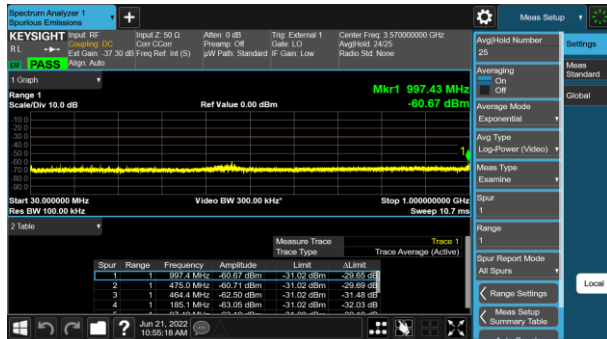 Spectrum Analyzer 1
Spurious Emissions
Meas Setup
KEYSIGHT
RL
PASS
Input: RF
Coupling: DC
Ext Gain: -37.30 dB
Align: Auto
Input Z: 50 Ω
Corr CCorr
Freq Ref: Int (S)
Atten: 0 dB
Preamp: Off
µW Path: Standard
Trig: External 1
Gate: LO
IF Gain: Low
Center Freq: 3.570000000 GHz
Avg|Hold: 24/25
Radio Std: None
1 Graph
Range 1
Scale/Div 10.0 dB
Ref Value 0.00 dBm
Mkr1 997.43 MHz
-60.67 dBm
-10.0
-20.0
-30.0
-40.0
-50.0
-60.0
-70.0
-80.0
-90.0
1
Start 30.000000 MHz
Res BW 100.00 kHz
Video BW 300.00 kHz*
Stop 1.000000000 GHz
Sweep 10.7 ms
2 Table
Measure Trace Trace 1
Trace Type Trace Average (Active)
Spur Range Frequency Amplitude Limit ΔLimit
1 1 997.4 MHz -60.67 dBm -31.02 dBm -29.65 dB
2 1 475.0 MHz -60.71 dBm -31.02 dBm -29.69 dB
3 1 464.4 MHz -62.50 dBm -31.02 dBm -31.48 dB
4 1 185.1 MHz -63.05 dBm -31.02 dBm -32.03 dB
Jun 21, 2022
10:55:18 AM
Avg|Hold Number
25
Averaging
On
Off
Average Mode
Exponential
Avg Type
Log-Power (Video)
Meas Type
Examine
Spur
1
Range
1
Spur Report Mode
All Spurs
Range Settings
Meas Setup
Summary Table
Settings
Meas
Standard
Global
Local